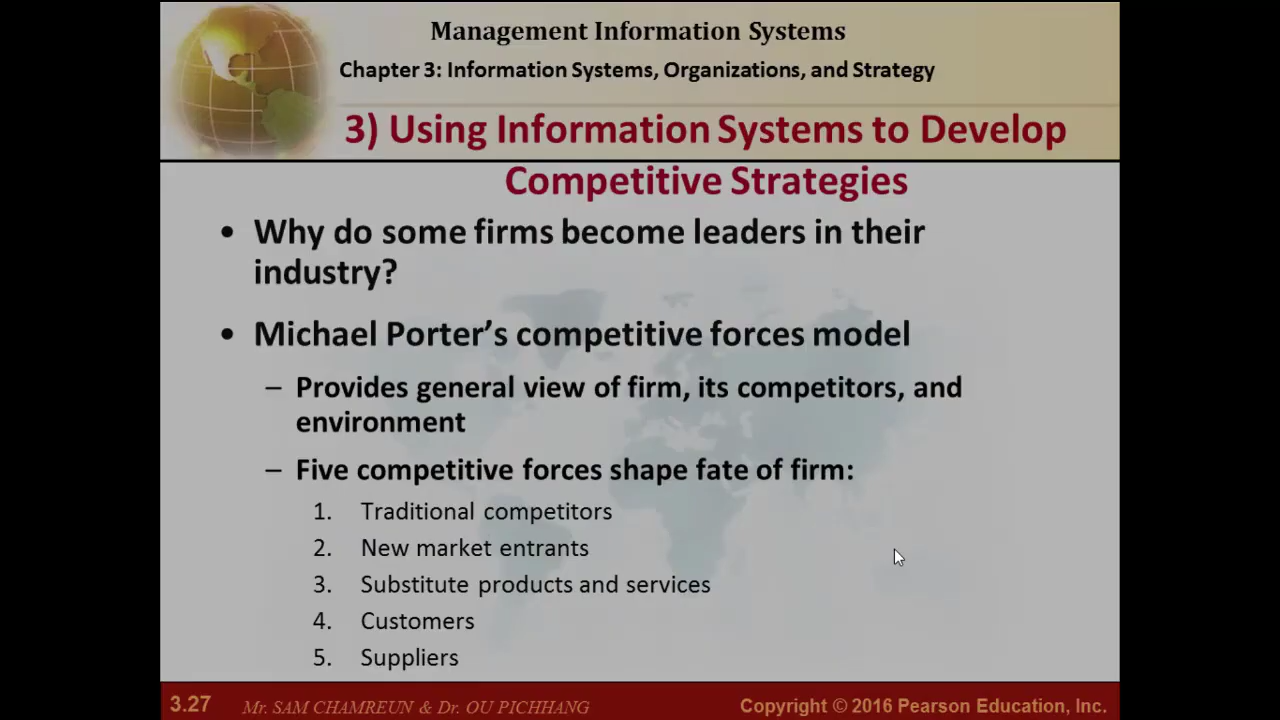 Management Information Systems
Chapter 3: Information Systems, Organizations, and Strategy
3) Using Information Systems to Develop
Competitive Strategies
• Why do some firms become leaders in their
industry?
• Michael Porter’s competitive forces model
– Provides general view of firm, its competitors, and
environment
– Five competitive forces shape fate of firm:
1. Traditional competitors
2. New market entrants
3. Substitute products and services
4. Customers
5. Suppliers
3.27 Mr. SAM CHAMREUN & Dr. OU PICHHANG Copyright © 2016 Pearson Education, Inc.